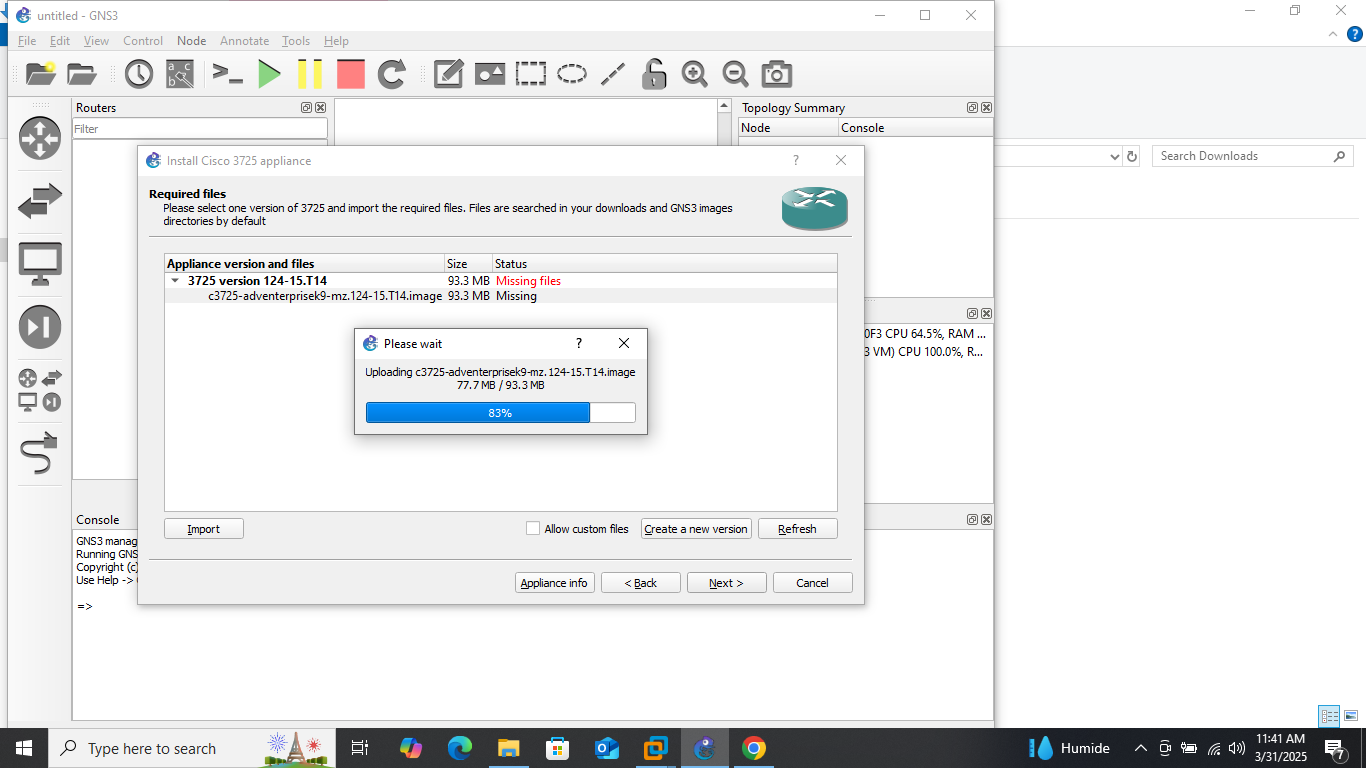 untitled - GNS3
File Edit View Control Node Annotate Tools Help
Routers
Filter
Topology Summary
Node Console
Search Downloads
Install Cisco 3725 appliance
Required files
Please select one version of 3725 and import the required files. Files are searched in your downloads and GNS3 images
directories by default
Appliance version and files Size Status
3725 version 124-15.T14 93.3 MB Missing files
c3725-adventerprisek9-mz.124-15.T14.image 93.3 MB Missing
0F3 CPU 64.5%, RAM ...
3 VM) CPU 100.0%, R...
Please wait
Uploading c3725-adventerprisek9-mz.124-15.T14.image
77.7 MB / 93.3 MB
83%
Import Allow custom files Create a new version Refresh
Appliance info < Back Next > Cancel
Console
GNS3 manag
Running GNS
Copyright (c)
Use Help ->
=>
Type here to search
Humide
11:41 AM
3/31/2025
7